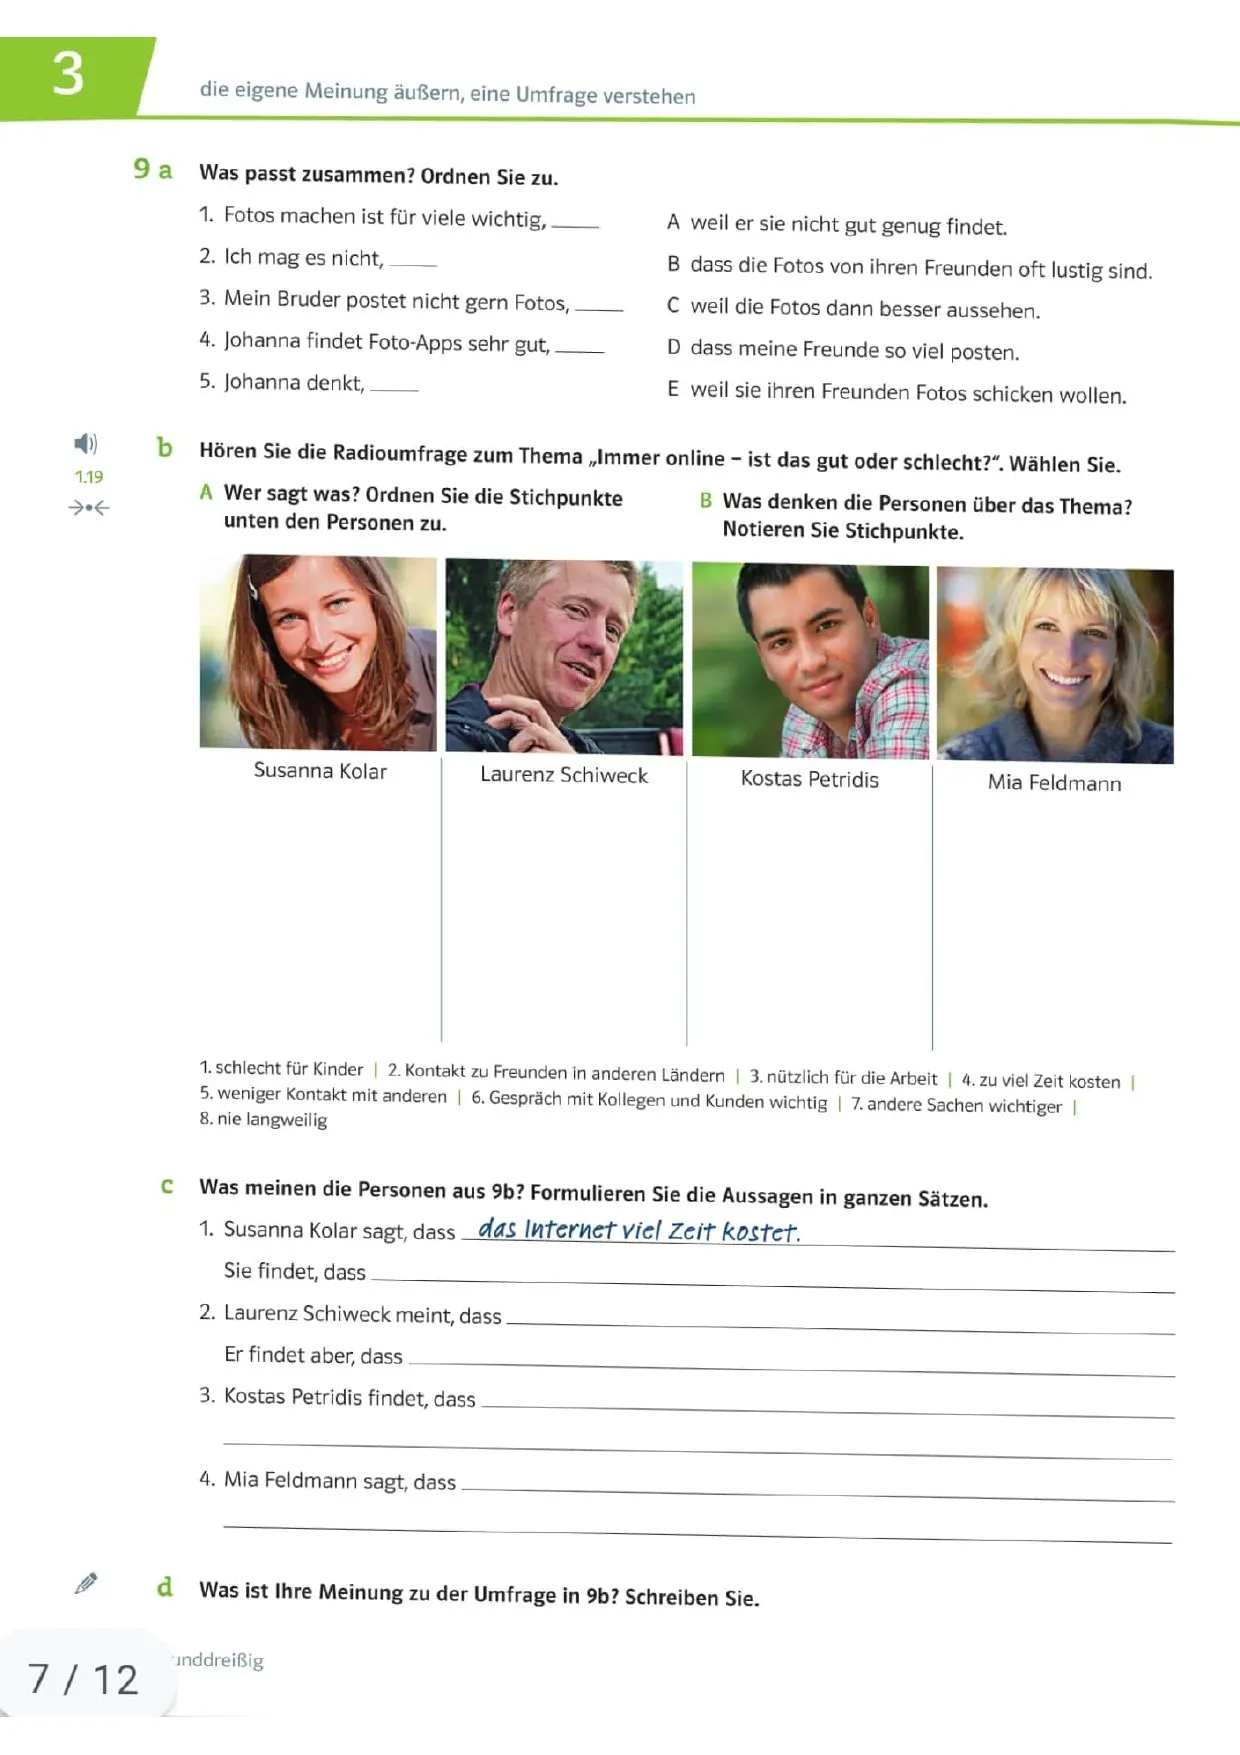 3
die eigene Meinung äußern, eine Umfrage verstehen
9 a Was passt zusammen? Ordnen Sie zu.
1. Fotos machen ist für viele wichtig, ____
2. Ich mag es nicht, ____
3. Mein Bruder postet nicht gern Fotos, ____
4. Johanna findet Foto-Apps sehr gut, ____
5. Johanna denkt, ____
A weil er sie nicht gut genug findet.
B dass die Fotos von ihren Freunden oft lustig sind.
C weil die Fotos dann besser aussehen.
D dass meine Freunde so viel posten.
E weil sie ihren Freunden Fotos schicken wollen.
1.19
b Hören Sie die Radioumfrage zum Thema „Immer online – ist das gut oder schlecht?“. Wählen Sie.
A Wer sagt was? Ordnen Sie die Stichpunkte
unten den Personen zu.
B Was denken die Personen über das Thema?
Notieren Sie Stichpunkte.
Susanna Kolar
Laurenz Schiweck
Kostas Petridis
Mia Feldmann
1. schlecht für Kinder | 2. Kontakt zu Freunden in anderen Ländern | 3. nützlich für die Arbeit | 4. zu viel Zeit kosten |
5. weniger Kontakt mit anderen | 6. Gespräch mit Kollegen und Kunden wichtig | 7. andere Sachen wichtiger |
8. nie langweilig
c Was meinen die Personen aus 9b? Formulieren Sie die Aussagen in ganzen Sätzen.
1. Susanna Kolar sagt, dass das Internet viel Zeit kostet.
Sie findet, dass
2. Laurenz Schiweck meint, dass
Er findet aber, dass
3. Kostas Petridis findet, dass
4. Mia Feldmann sagt, dass
d Was ist Ihre Meinung zu der Umfrage in 9b? Schreiben Sie.
unddreißig
7 / 12